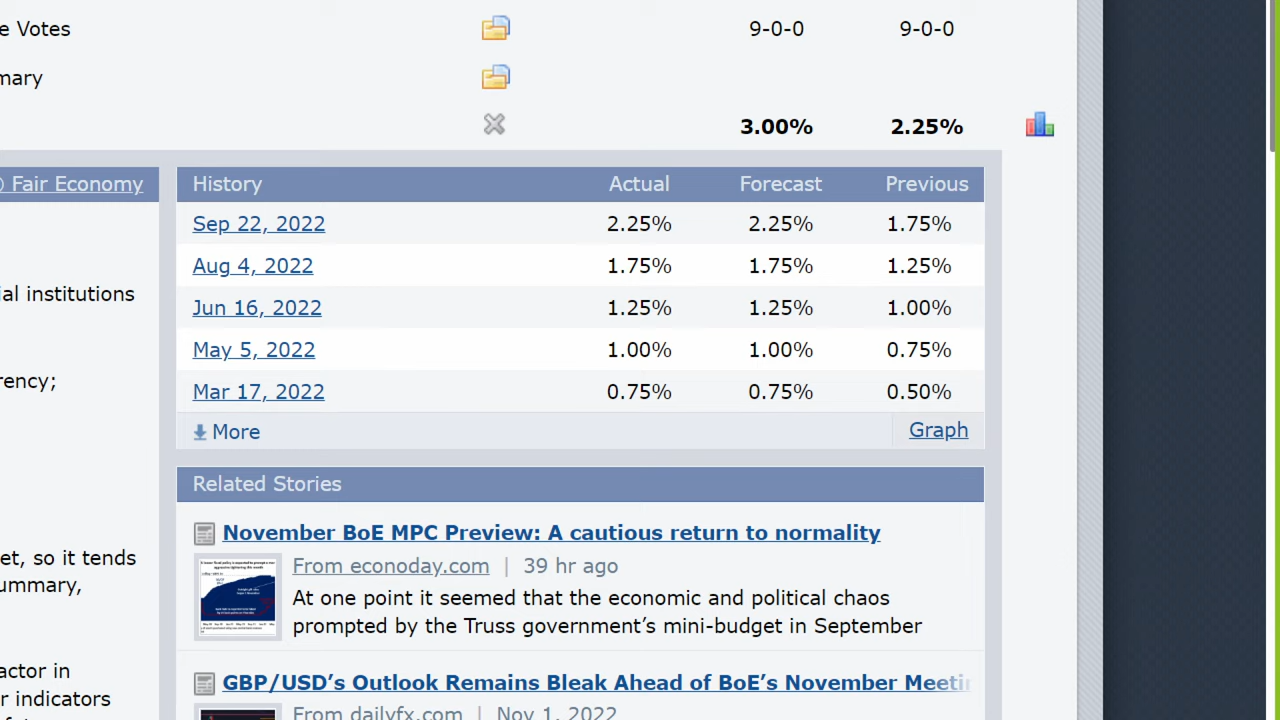 e Votes 9-0-0 9-0-0
mary
3.00% 2.25%
Fair Economy
History Actual Forecast Previous
Sep 22, 2022 2.25% 2.25% 1.75%
Aug 4, 2022 1.75% 1.75% 1.25%
ial institutions
Jun 16, 2022 1.25% 1.25% 1.00%
May 5, 2022 1.00% 1.00% 0.75%
rency;
Mar 17, 2022 0.75% 0.75% 0.50%
More Graph
Related Stories
November BoE MPC Preview: A cautious return to normality
et, so it tends
From econoday.com | 39 hr ago
ummary,
At one point it seemed that the economic and political chaos
prompted by the Truss government’s mini-budget in September
actor in
GBP/USD’s Outlook Remains Bleak Ahead of BoE’s November Meetin
r indicators
From dailyfx.com | Nov 1, 2022